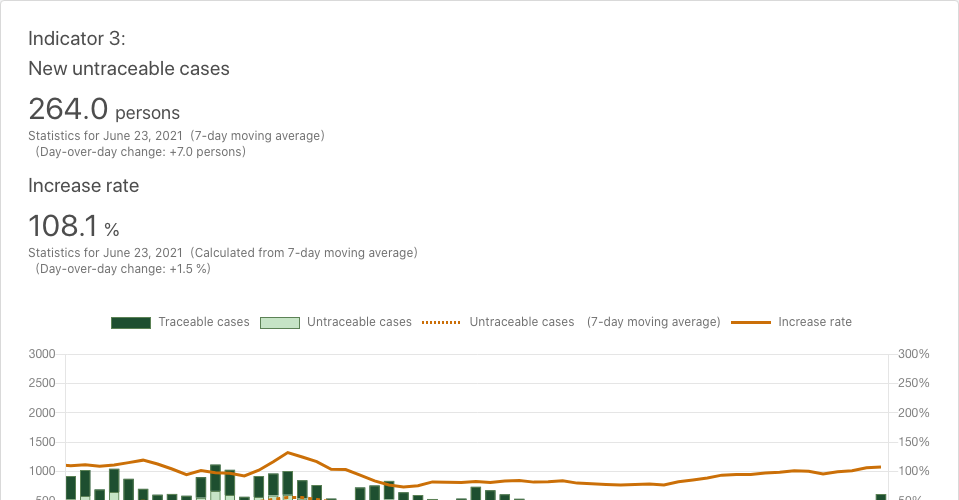 Indicator 3:
New untraceable cases
264.0 persons
Statistics for June 23, 2021 (7-day moving average)
(Day-over-day change: +7.0 persons)
Increase rate
108.1 %
Statistics for June 23, 2021 (Calculated from 7-day moving average)
(Day-over-day change: +1.5 %)
Traceable cases Untraceable cases Untraceable cases (7-day moving average) Increase rate
3000 300%
2500 250%
2000 200%
1500 150%
1000 100%
500 50%